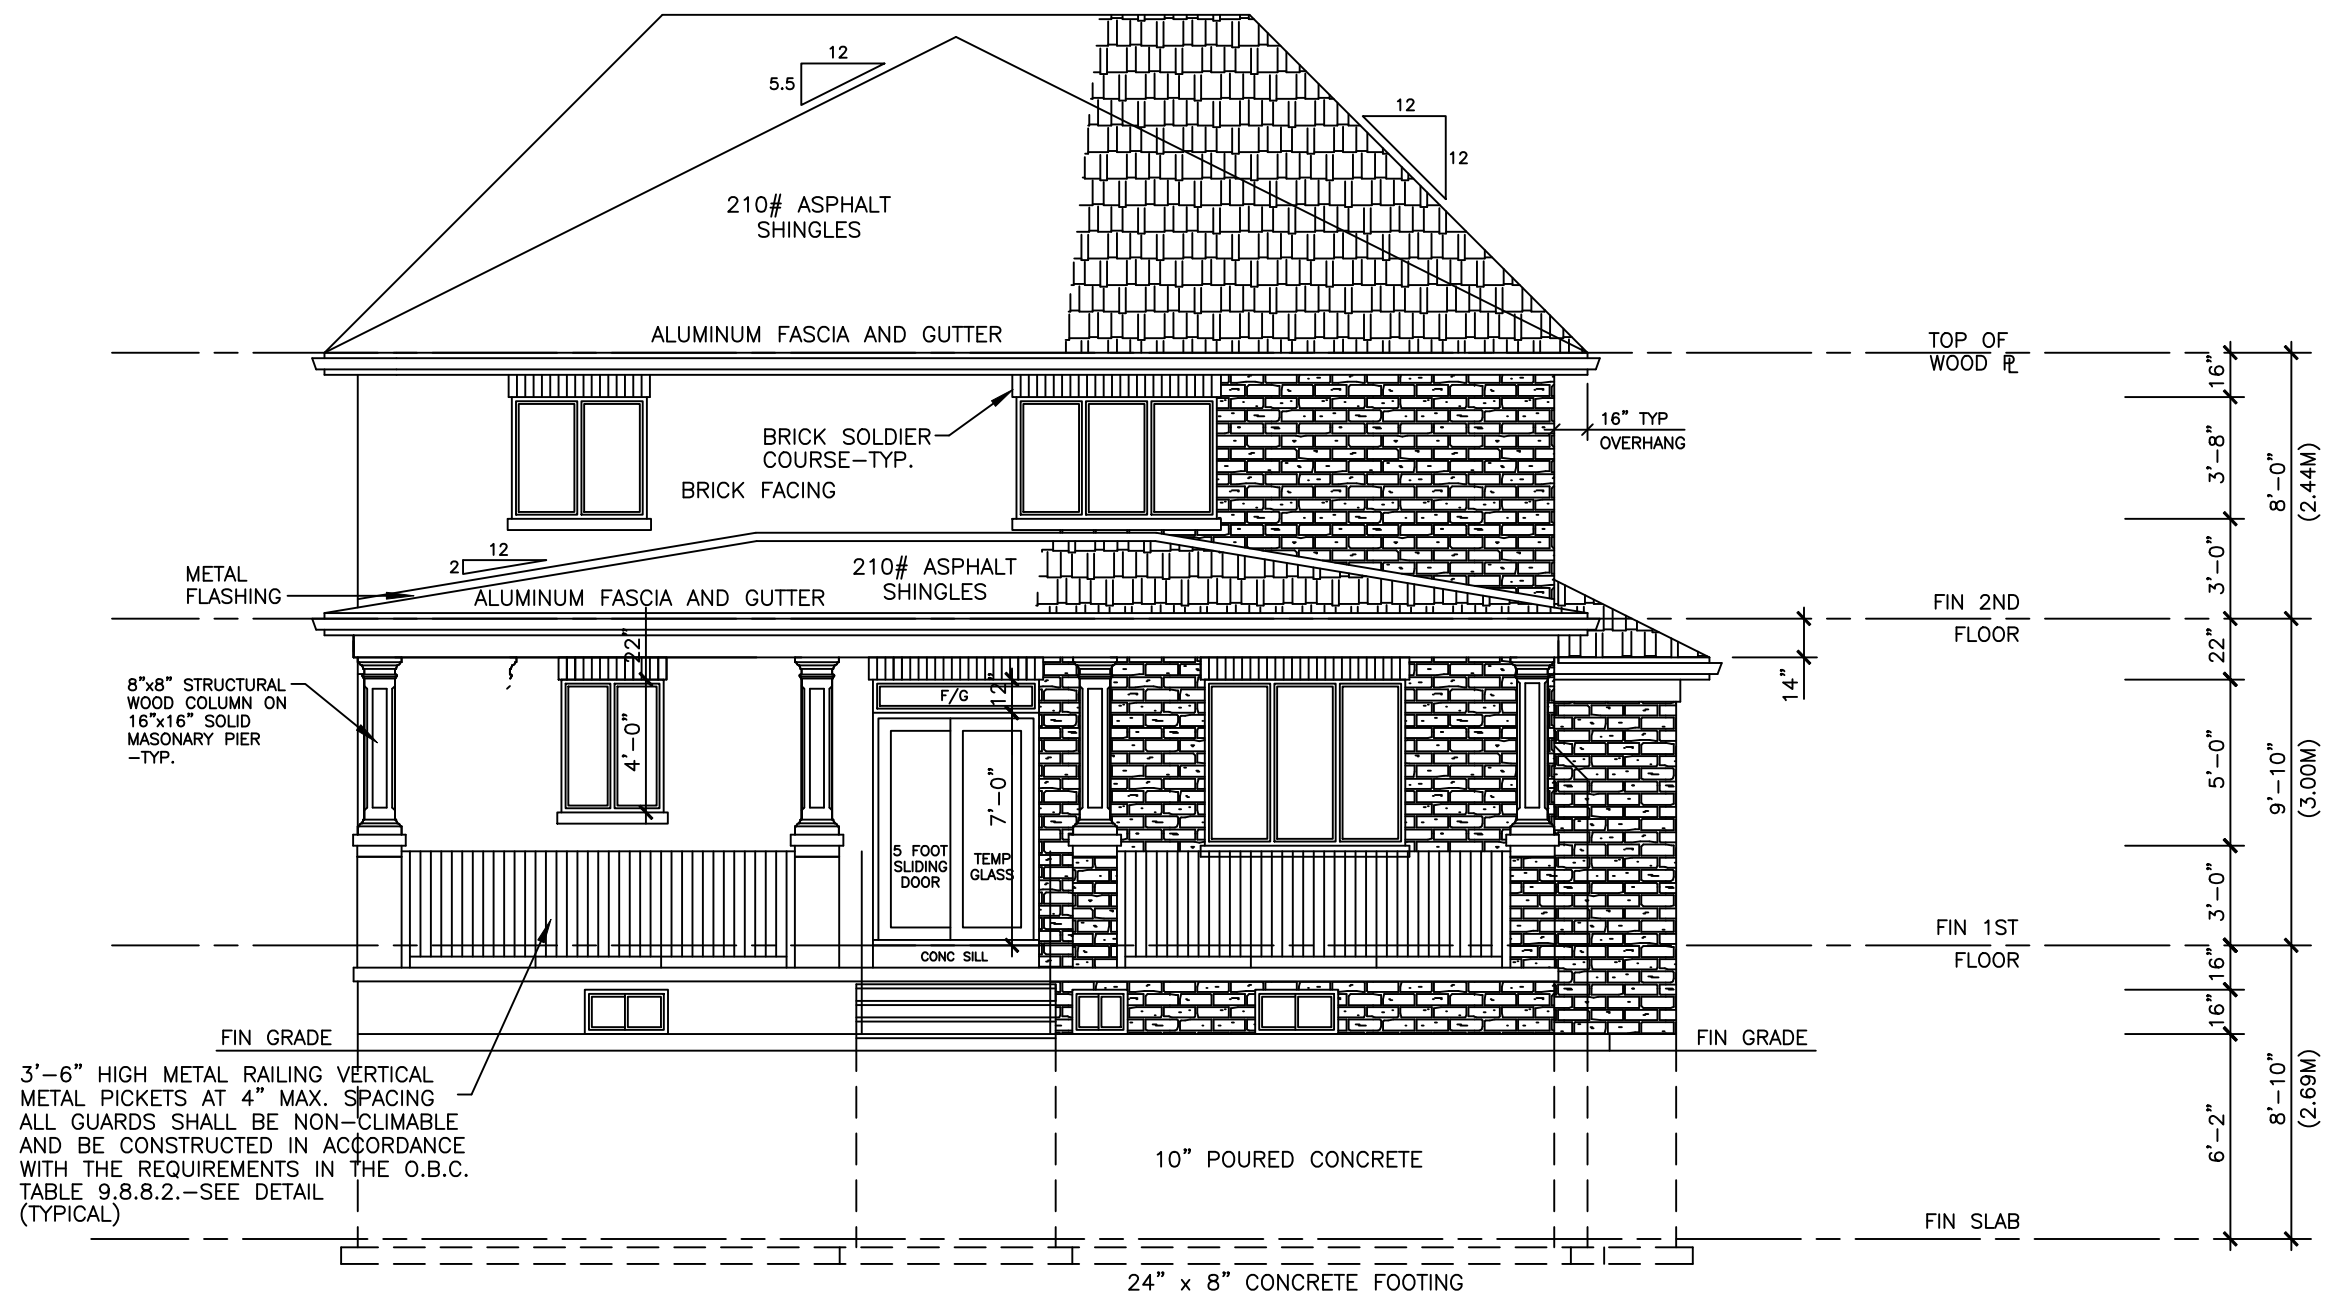 12
5.5
12
12
210# ASPHALT
SHINGLES
ALUMINUM FASCIA AND GUTTER
TOP OF
WOOD PL
16"
16" TYP
OVERHANG
BRICK SOLDIER
COURSE-TYP.
BRICK FACING
3'-8"
8'-0"
(2.44M)
12
2
METAL
FLASHING
210# ASPHALT
SHINGLES
ALUMINUM FASCIA AND GUTTER
3'-0"
FIN 2ND
FLOOR
22"
22"
14"
8"x8" STRUCTURAL
WOOD COLUMN ON
16"x16" SOLID
MASONARY PIER
-TYP.
F/G
12"
4'-0"
7'-0"
5'-0"
9'-10"
(3.00M)
5 FOOT
SLIDING
DOOR
TEMP
GLASS
3'-0"
FIN 1ST
FLOOR
CONC SILL
16"
16"
FIN GRADE
FIN GRADE
3'-6" HIGH METAL RAILING VERTICAL
METAL PICKETS AT 4" MAX. SPACING
ALL GUARDS SHALL BE NON-CLIMABLE
AND BE CONSTRUCTED IN ACCORDANCE
WITH THE REQUIREMENTS IN THE O.B.C.
TABLE 9.8.8.2.-SEE DETAIL
(TYPICAL)
8'-10"
(2.69M)
6'-2"
10" POURED CONCRETE
FIN SLAB
24" x 8" CONCRETE FOOTING